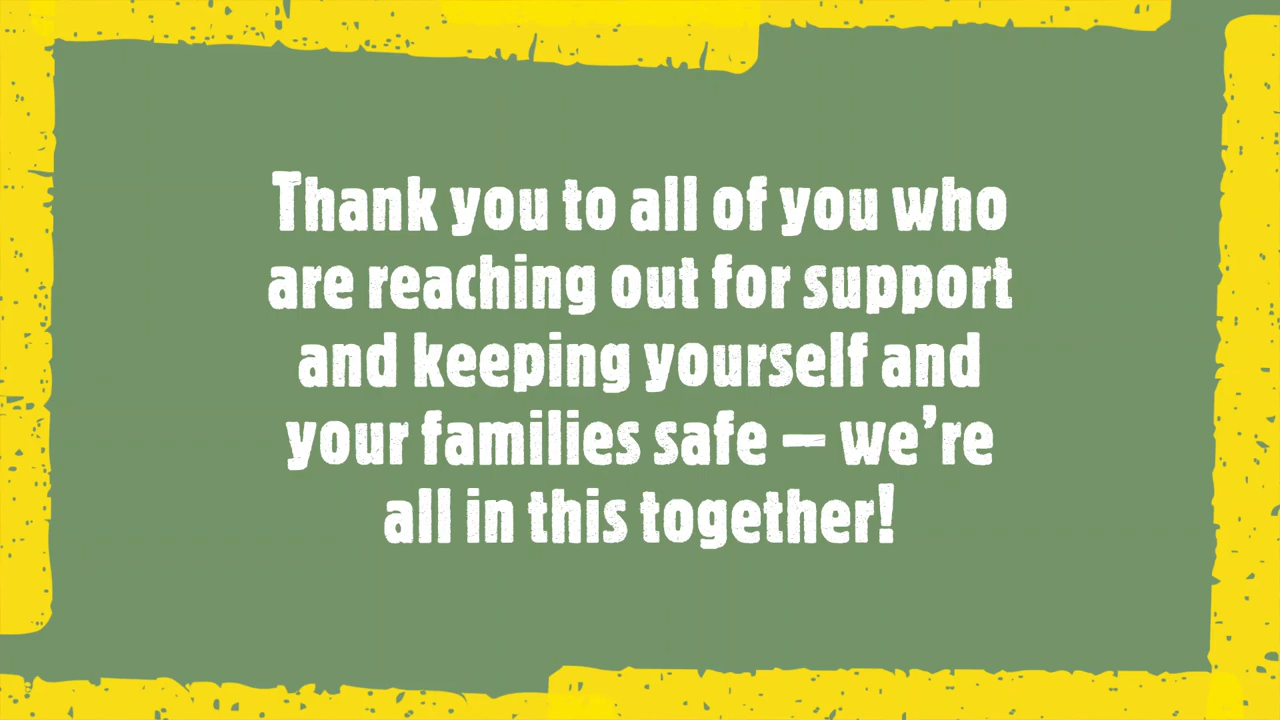 Thank you to all of you who
are reaching out for support
and keeping yourself and
your families safe – we’re
all in this together!